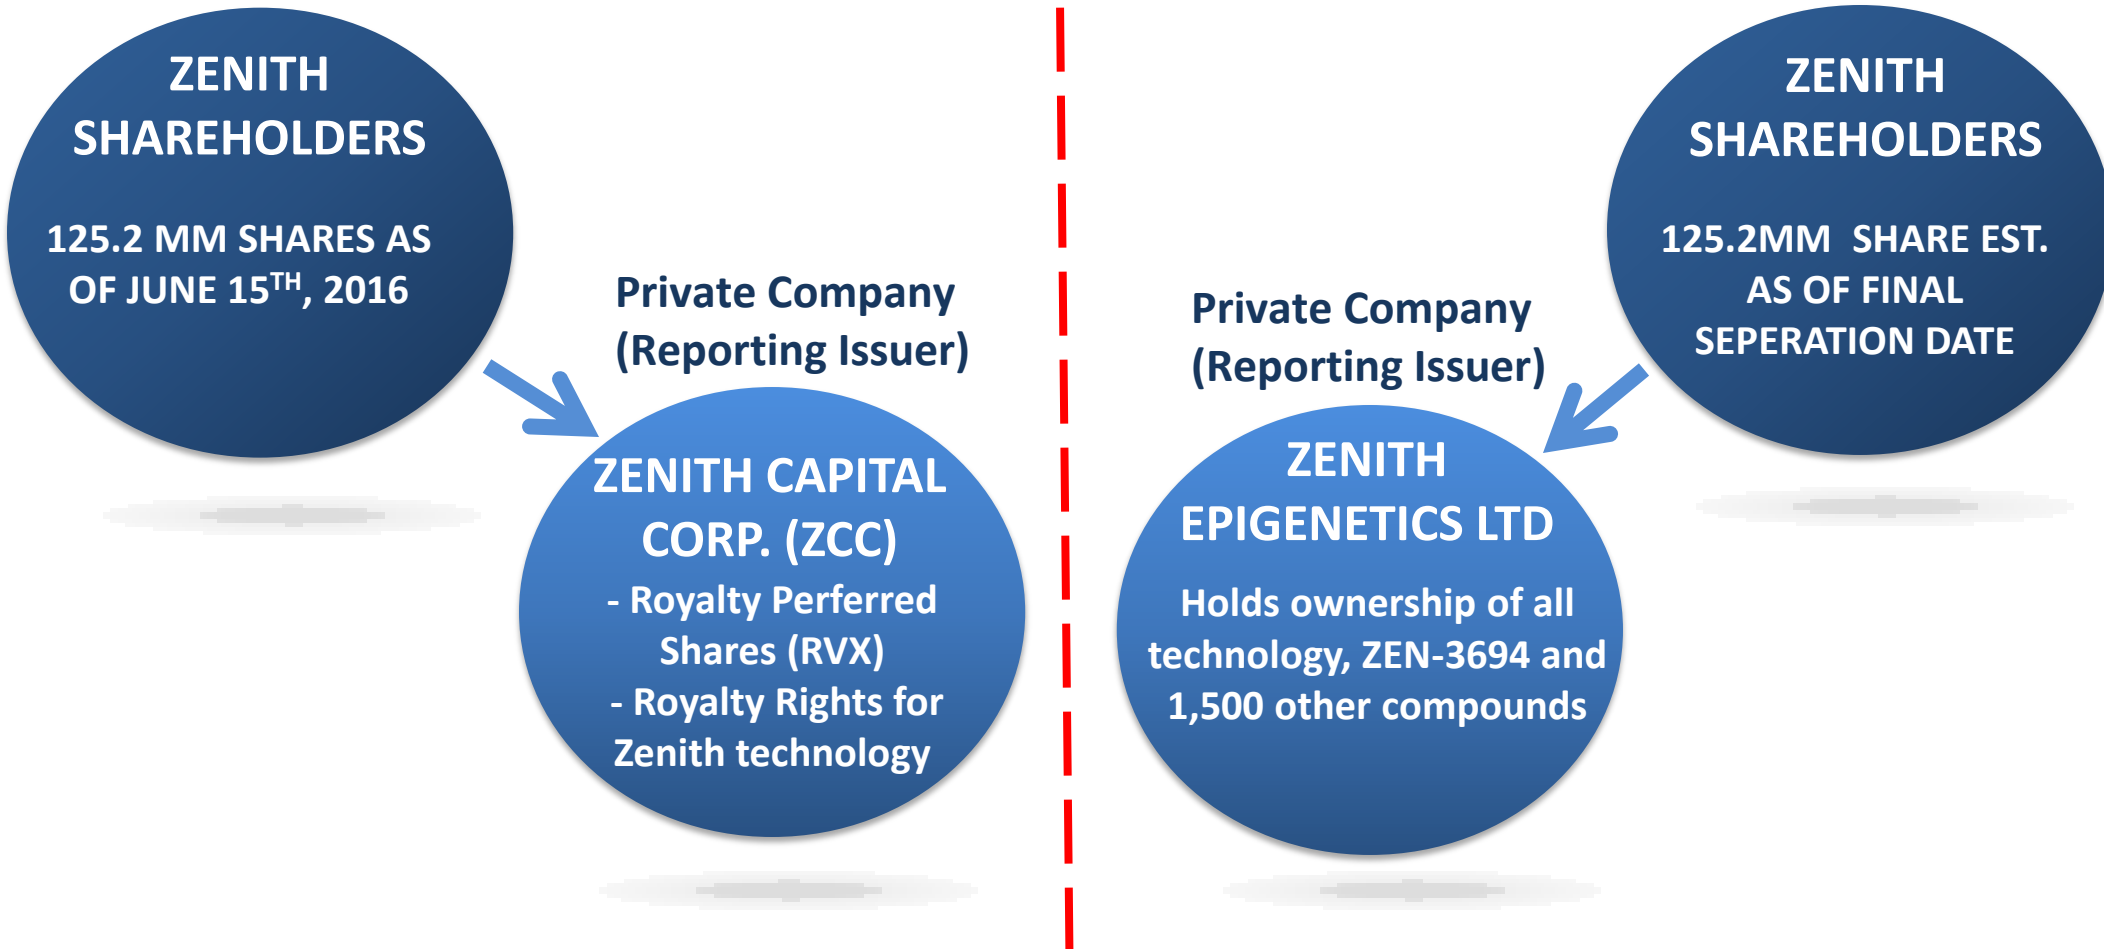 ZENITH
SHAREHOLDERS
125.2 MM SHARES AS
OF JUNE 15TH, 2016
Private Company
(Reporting Issuer)
ZENITH CAPITAL
CORP. (ZCC)
- Royalty Perferred
Shares (RVX)
- Royalty Rights for
Zenith technology
ZENITH
SHAREHOLDERS
125.2MM  SHARE EST.
AS OF FINAL
SEPERATION DATE
Private Company
(Reporting Issuer)
ZENITH
EPIGENETICS LTD
Holds ownership of all
technology, ZEN-3694 and
1,500 other compounds